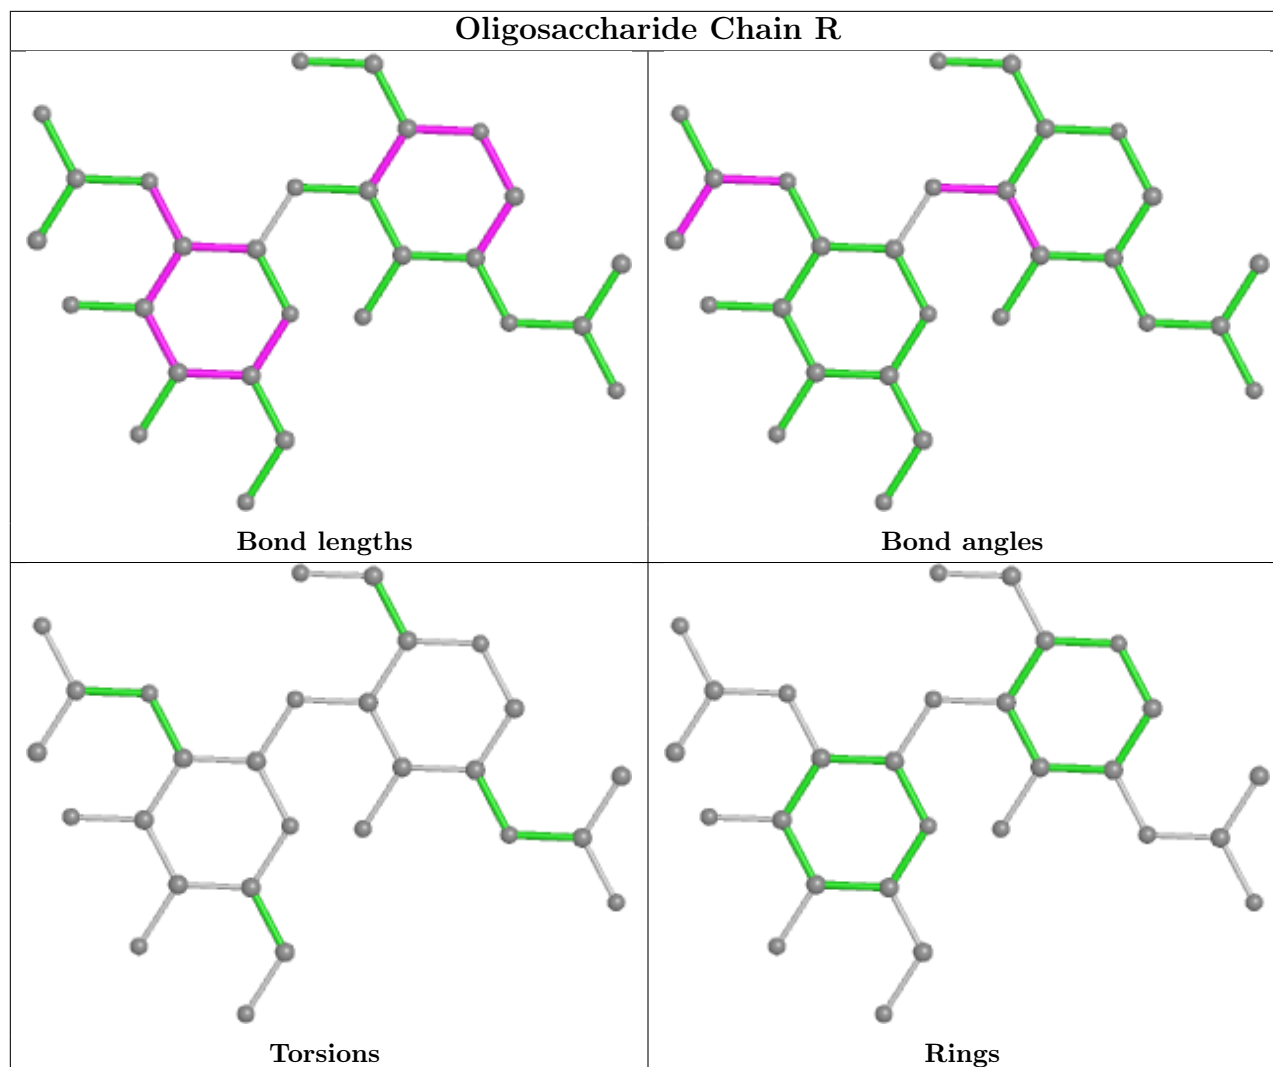 Oligosaccharide Chain R
Bond lengths
Bond angles
Torsions
Rings